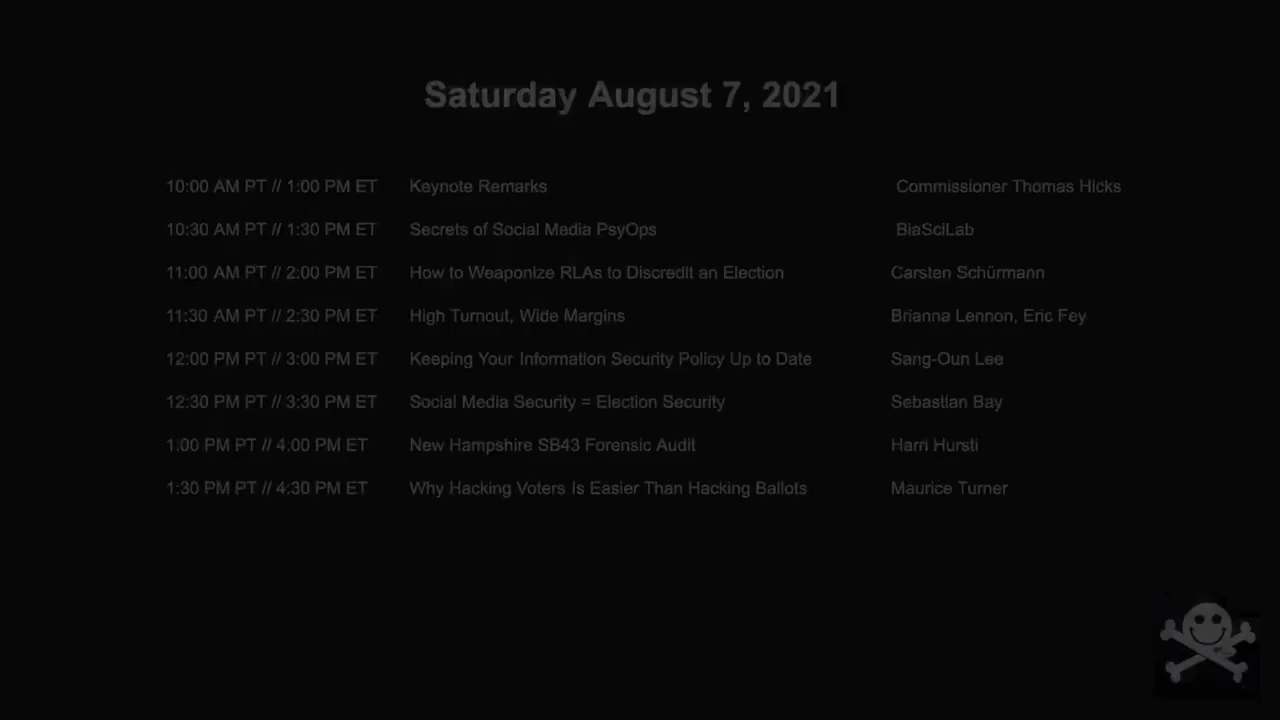 Saturday August 7, 2021
10:00 AM PT // 1:00 PM ET Keynote Remarks Commissioner Thomas Hicks
10:30 AM PT // 1:30 PM ET Secrets of Social Media PsyOps BiaSciLab
11:00 AM PT // 2:00 PM ET How to Weaponize RLAs to Discredit an Election Carsten Schürmann
11:30 AM PT // 2:30 PM ET High Turnout, Wide Margins Brianna Lennon, Eric Fey
12:00 PM PT // 3:00 PM ET Keeping Your Information Security Policy Up to Date Sang-Oun Lee
12:30 PM PT // 3:30 PM ET Social Media Security = Election Security Sebastian Bay
1:00 PM PT // 4:00 PM ET New Hampshire SB43 Forensic Audit Harri Hursti
1:30 PM PT // 4:30 PM ET Why Hacking Voters Is Easier Than Hacking Ballots Maurice Turner